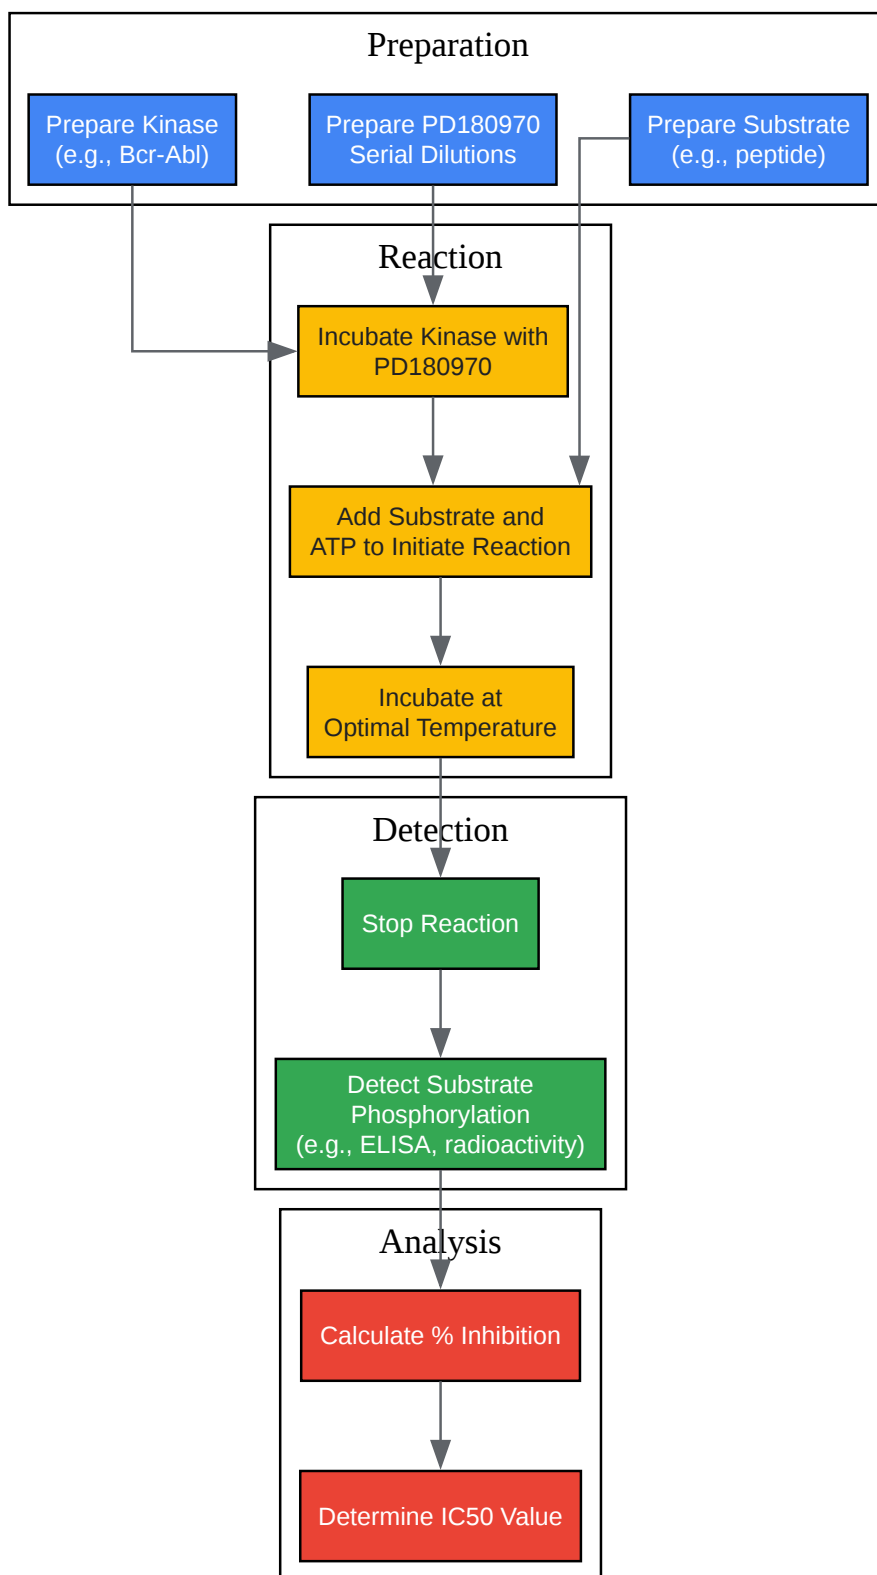 Preparation
Prepare Kinase
(e.g., Bcr-Abl)
Prepare PD180970
Serial Dilutions
Prepare Substrate
(e.g., peptide)
Reaction
Incubate Kinase with
PD180970
Add Substrate and
ATP to Initiate Reaction
Incubate at
Optimal Temperature
Detection
Stop Reaction
Detect Substrate
Phosphorylation
(e.g., ELISA, radioactivity)
Analysis
Calculate % Inhibition
Determine IC50 Value